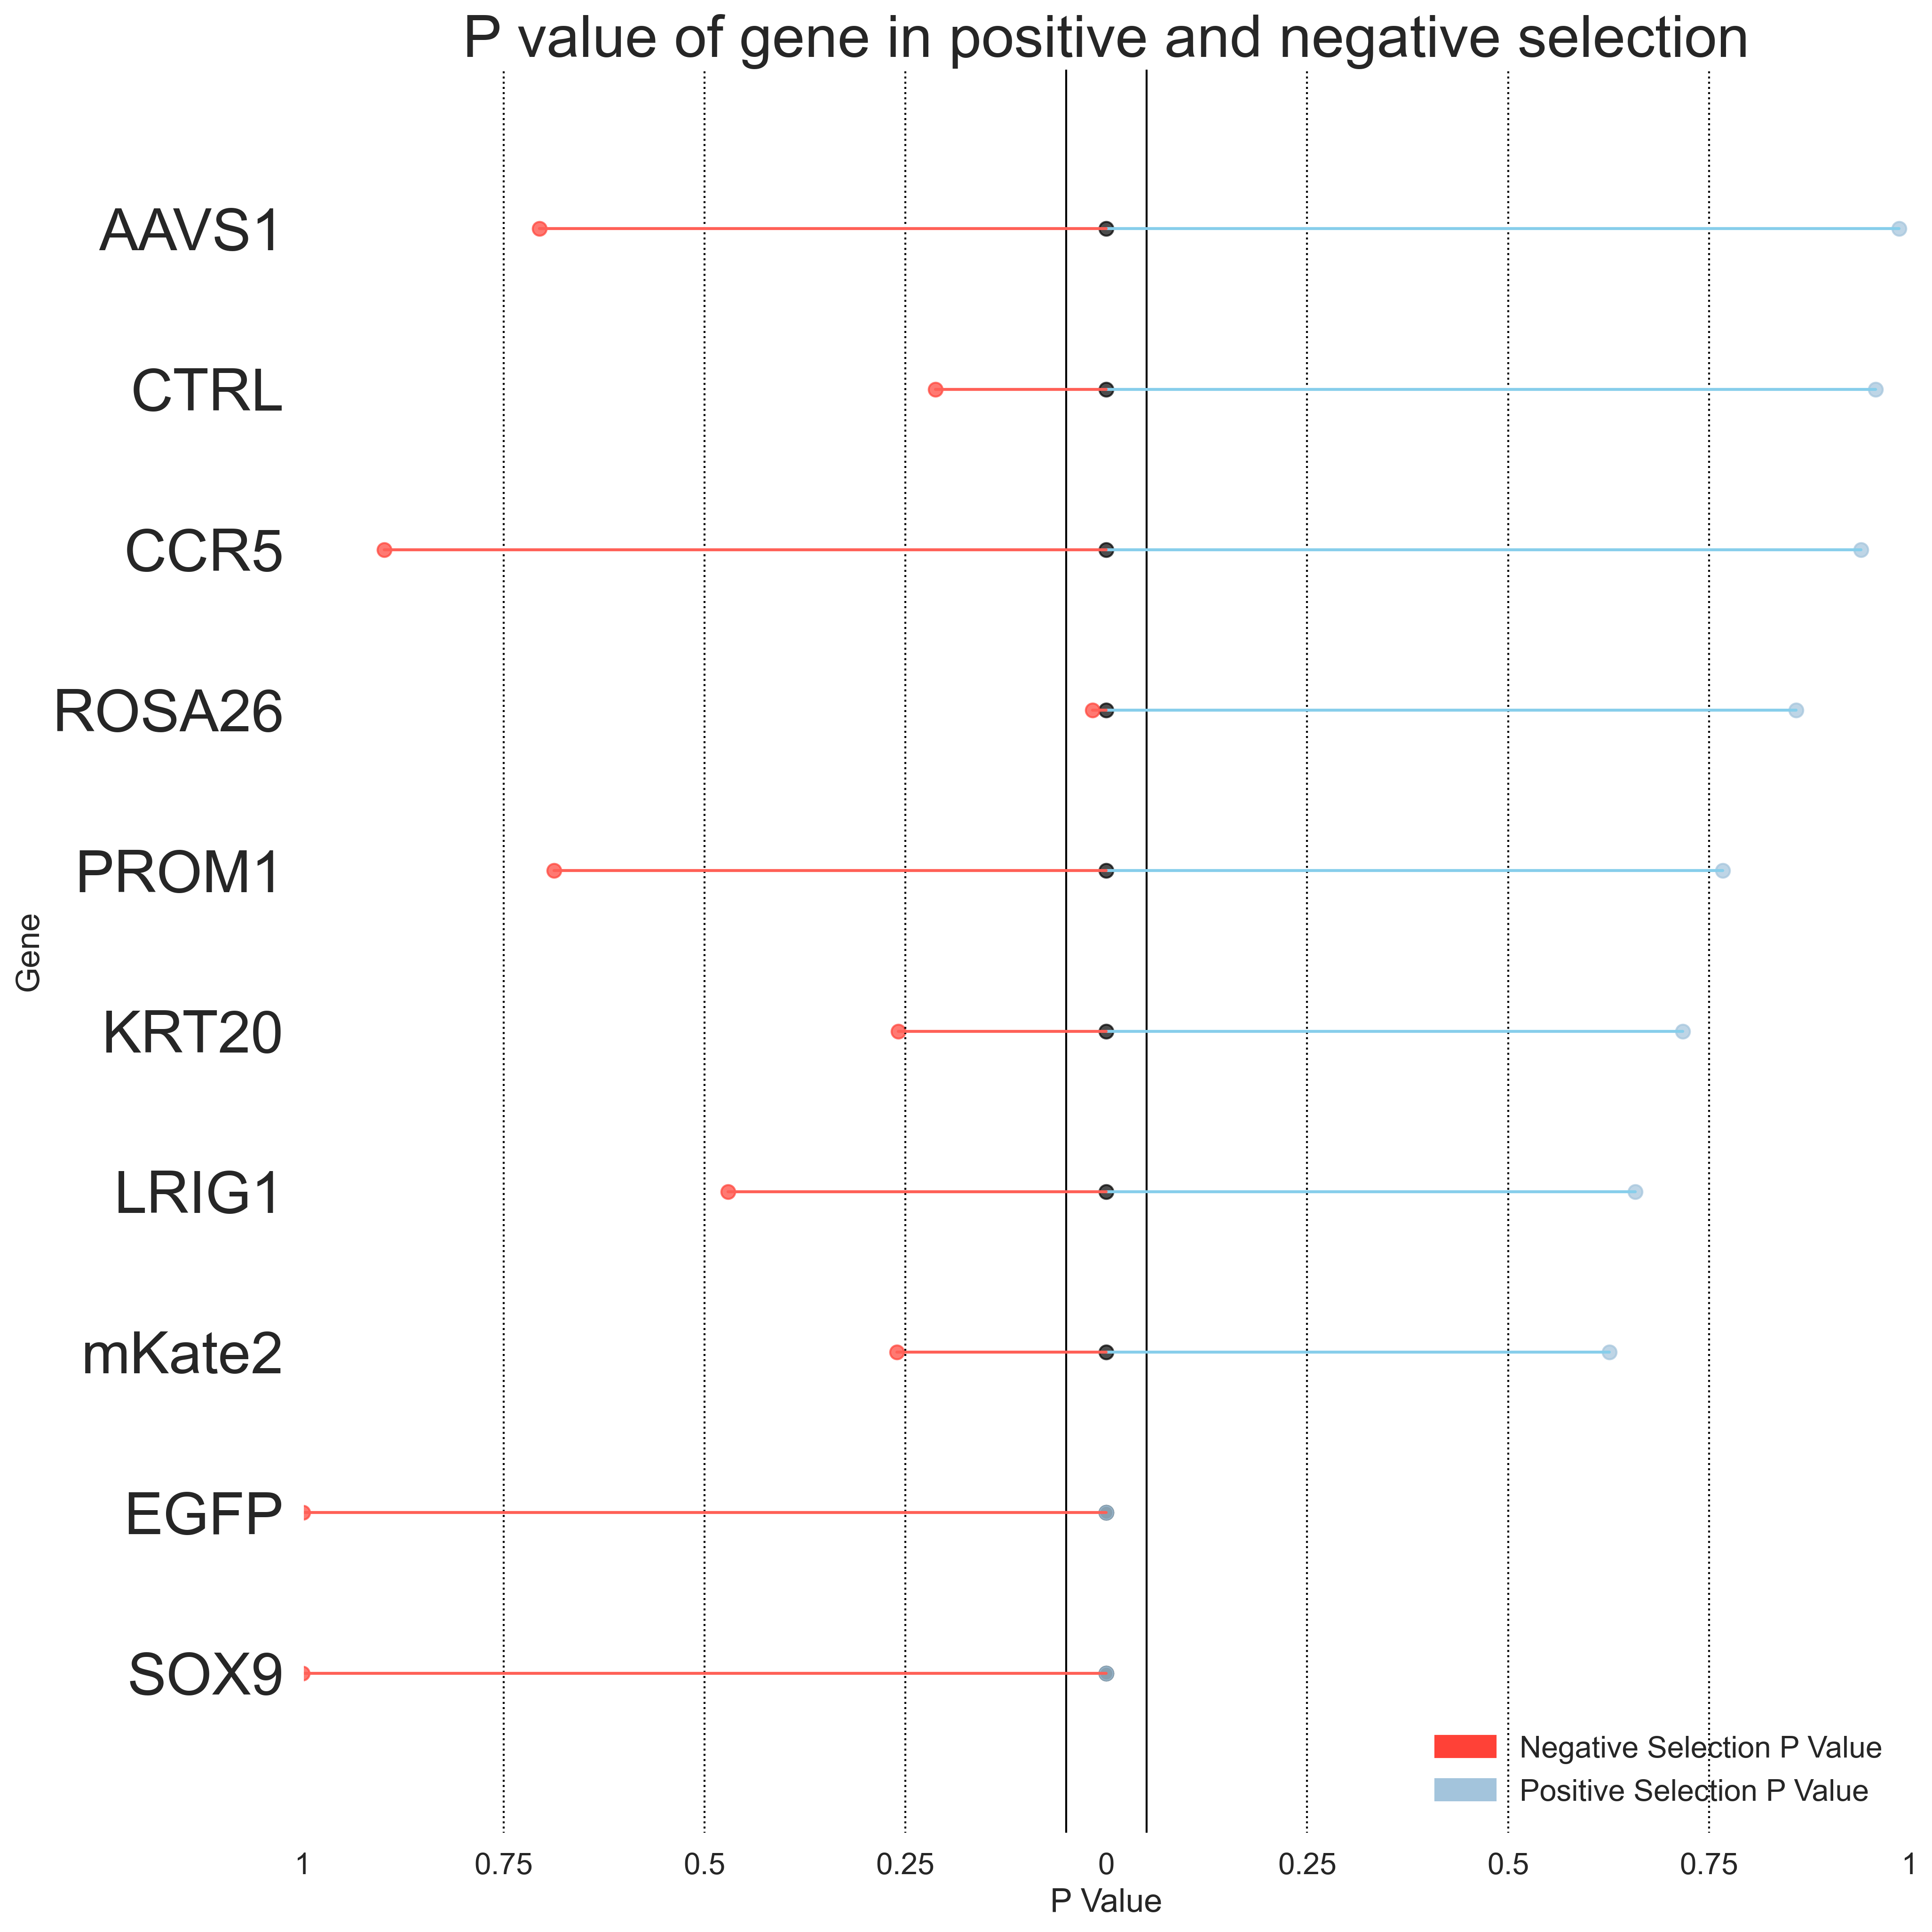 P value of gene in positive and negative selection
AAVS1
CTRL
CCR5
ROSA26
PROM1
KRT20
LRIG1
mKate2
EGFP
SOX9
Gene
Negative Selection P Value
Positive Selection P Value
1 0.75 0.5 0.25 0 0.25 0.5 0.75 1
P Value